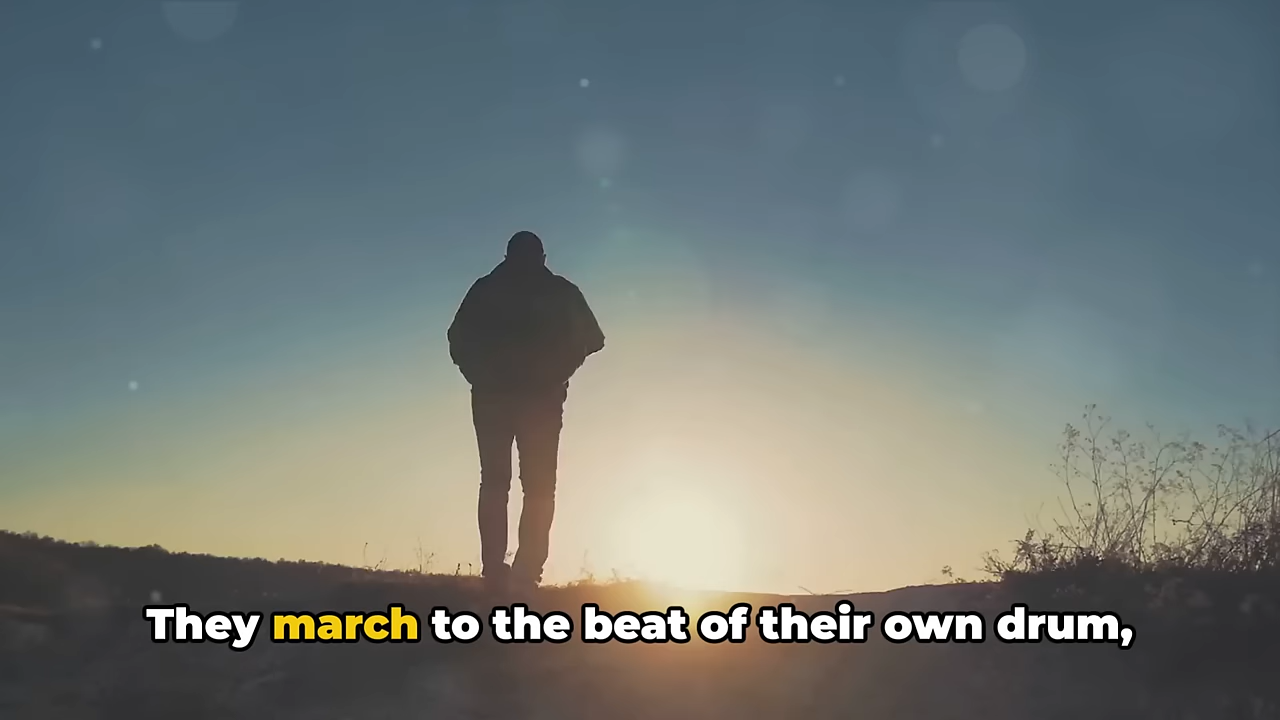 They march to the beat of their own drum,